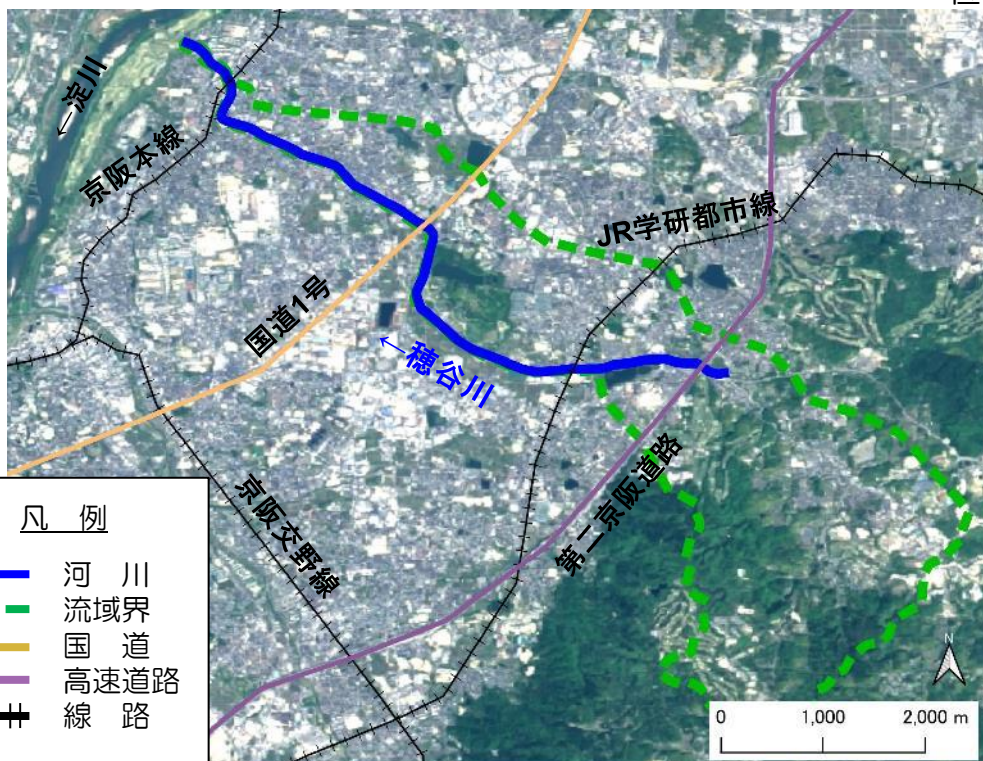 ←淀川
京阪本線
JR学研都市線
国道1号
←穂谷川
第二京阪道路
京阪交野線
凡 例
河 川
流域界
国 道
高速道路
線 路
N
0 1,000 2,000 m